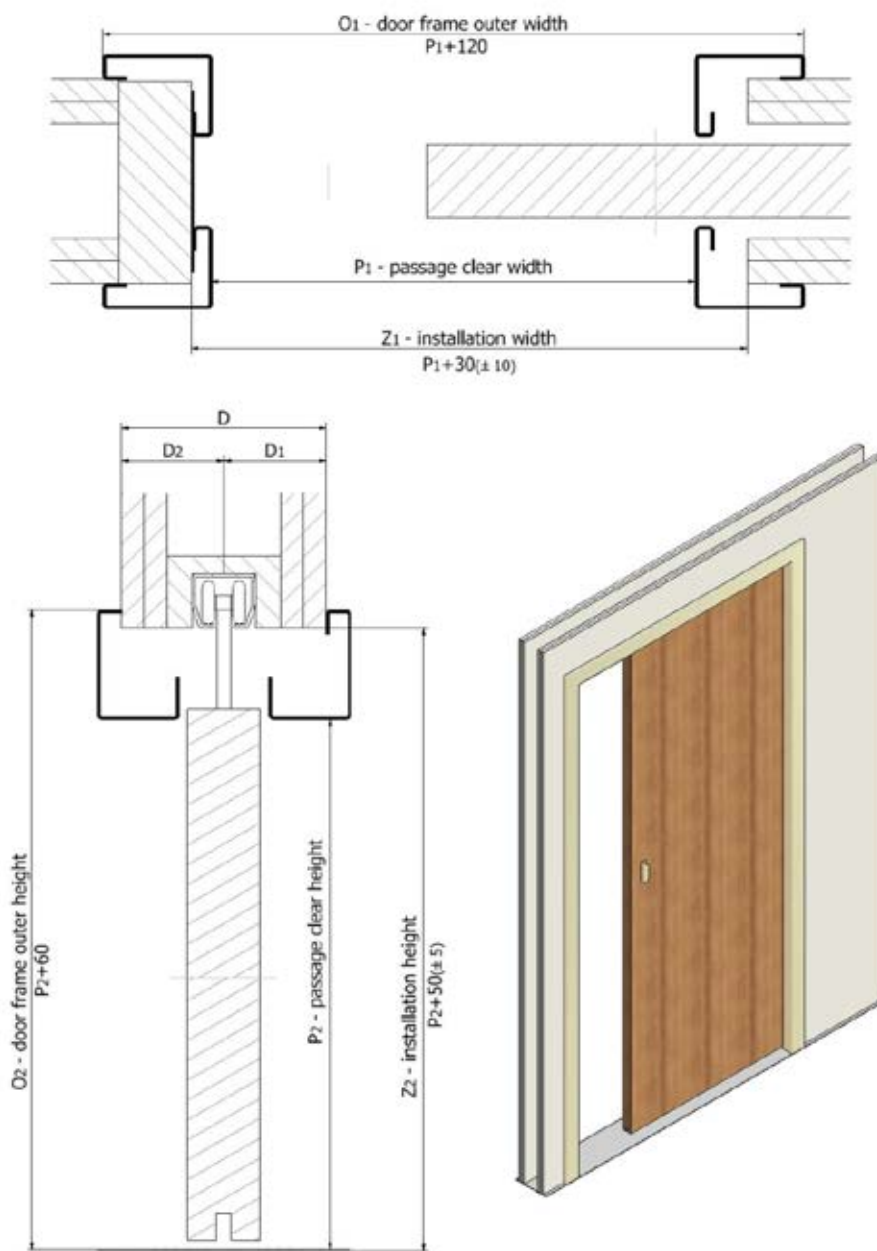 O1 - door frame outer width
P1+120
P1 - passage clear width
Z1 - installation width
P1+30(± 10)
D
D2
D1
O2 - door frame outer height
P2+60
P2 - passage clear height
Z2 - installation height
P2+50(± 5)